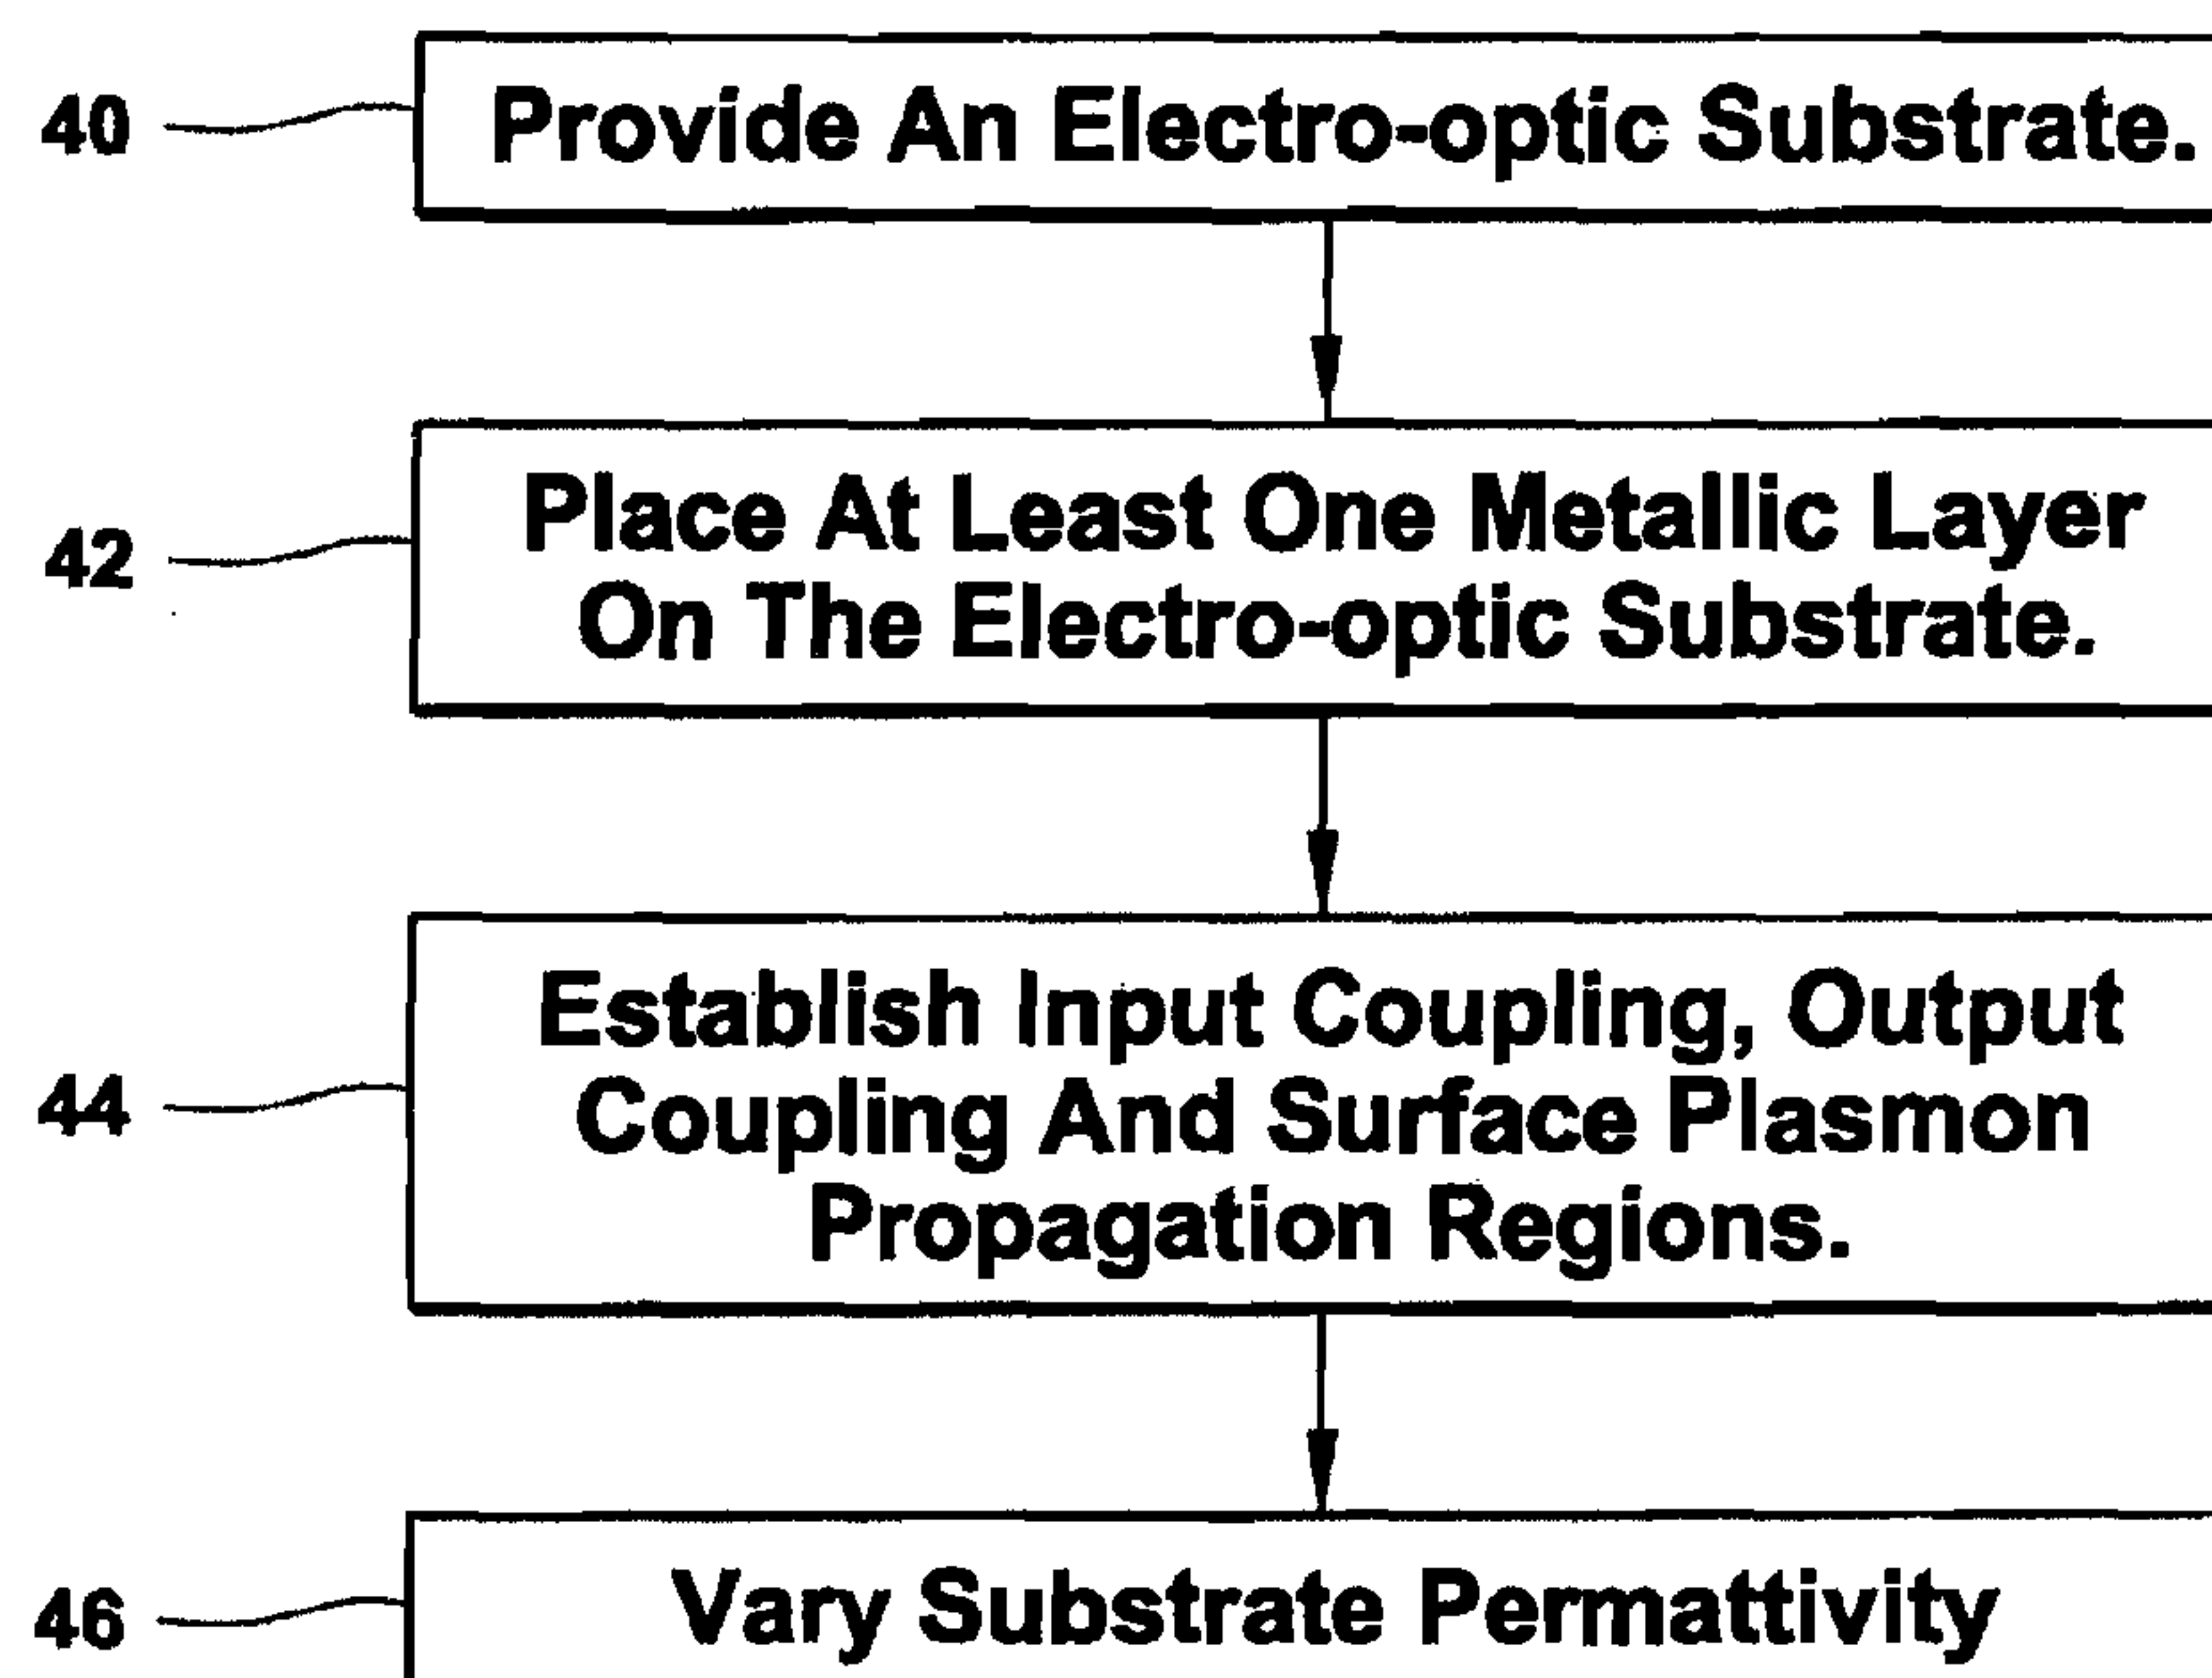 40 Provide An Electro-optic Substrate.
42 Place At Least One Metallic Layer
On The Electro-optic Substrate.
44 Establish Input Coupling, Output
Coupling And Surface Plasmon
Propagation Regions.
46 Vary Substrate Permattivity